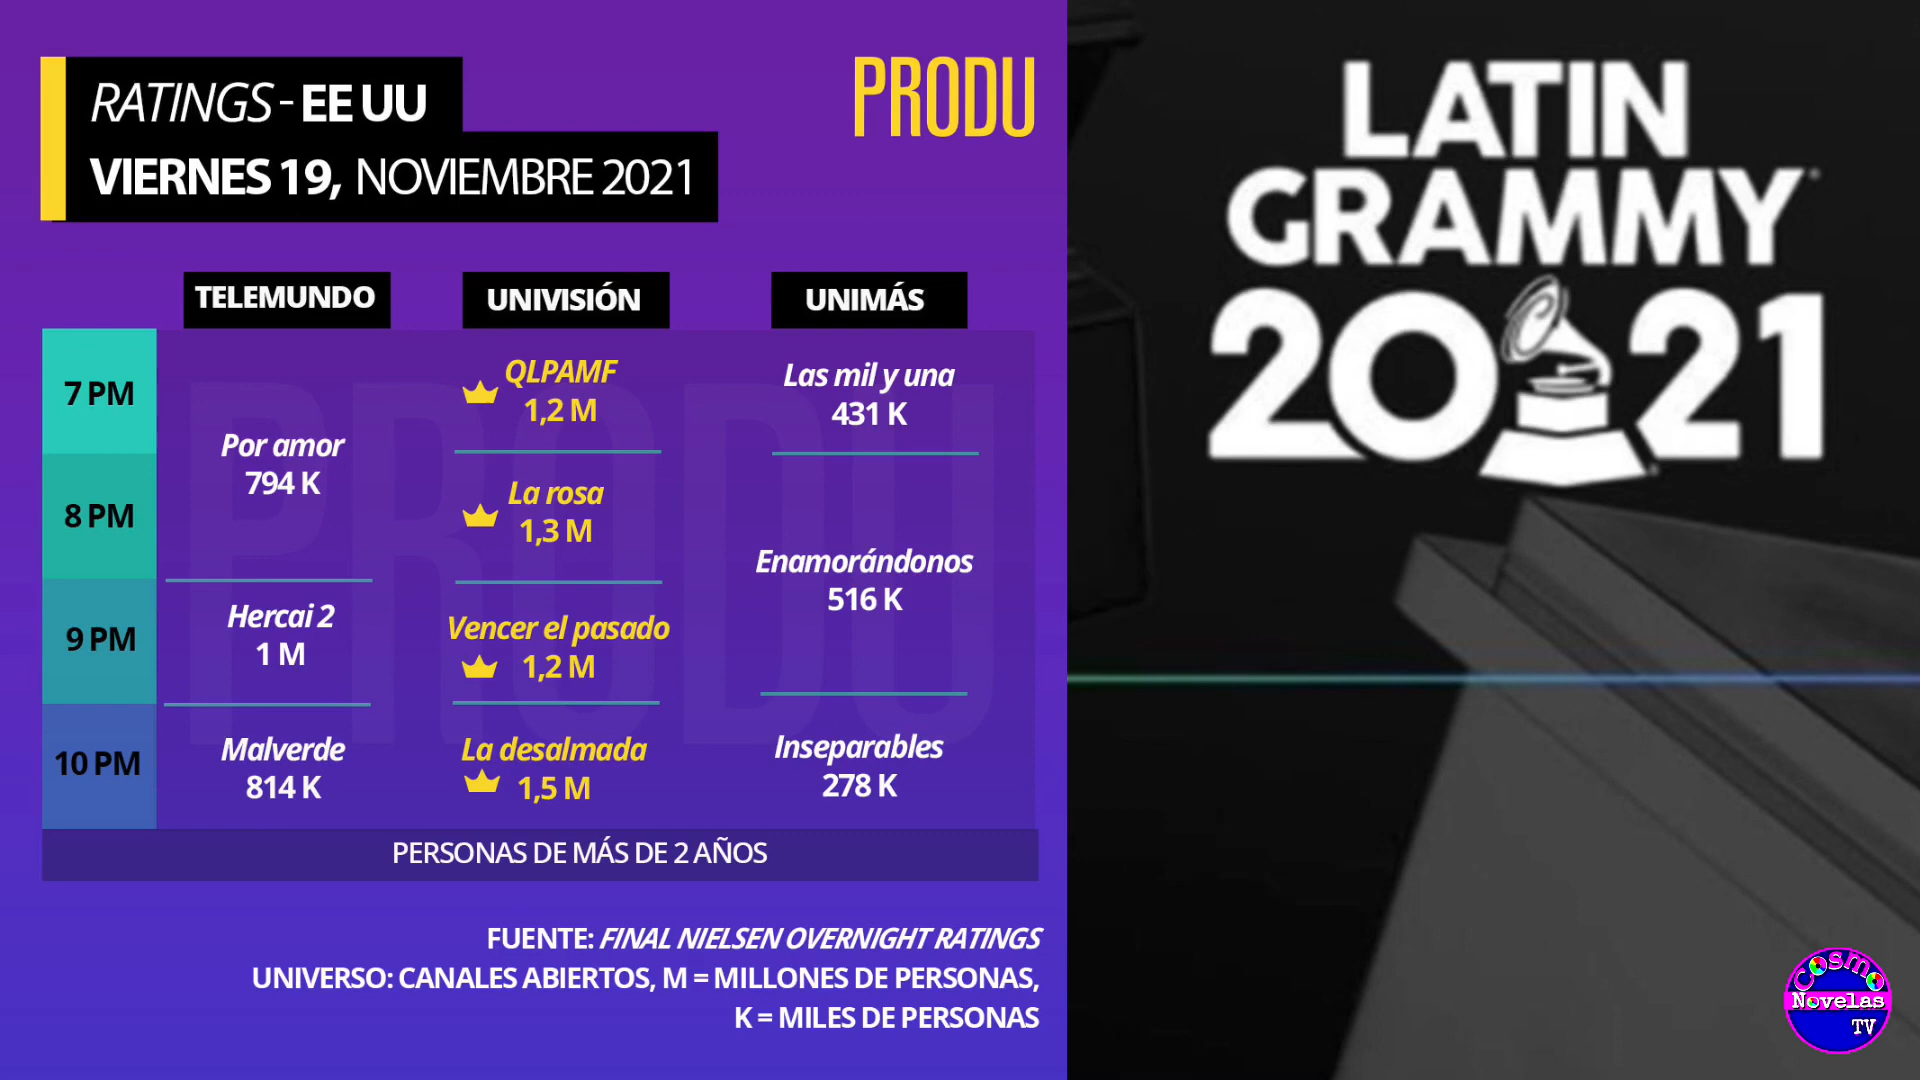 RATINGS - EE UU
VIERNES 19, NOVIEMBRE 2021
PRODU
TELEMUNDO
UNIVISIÓN
UNIMÁS
7 PM
8 PM
9 PM
10 PM
Por amor
794 K
Hercai 2
1 M
Malverde
814 K
QLPAMF
1,2 M
La rosa
1,3 M
Vencer el pasado
1,2 M
La desalmada
1,5 M
Las mil y una
431 K
Enamorándonos
516 K
Inseparables
278 K
PRODU
PERSONAS DE MÁS DE 2 AÑOS
FUENTE: FINAL NIELSEN OVERNIGHT RATINGS
UNIVERSO: CANALES ABIERTOS, M = MILLONES DE PERSONAS,
K = MILES DE PERSONAS
LATIN
GRAMMY
2021
Cosmo
Novelas
TV